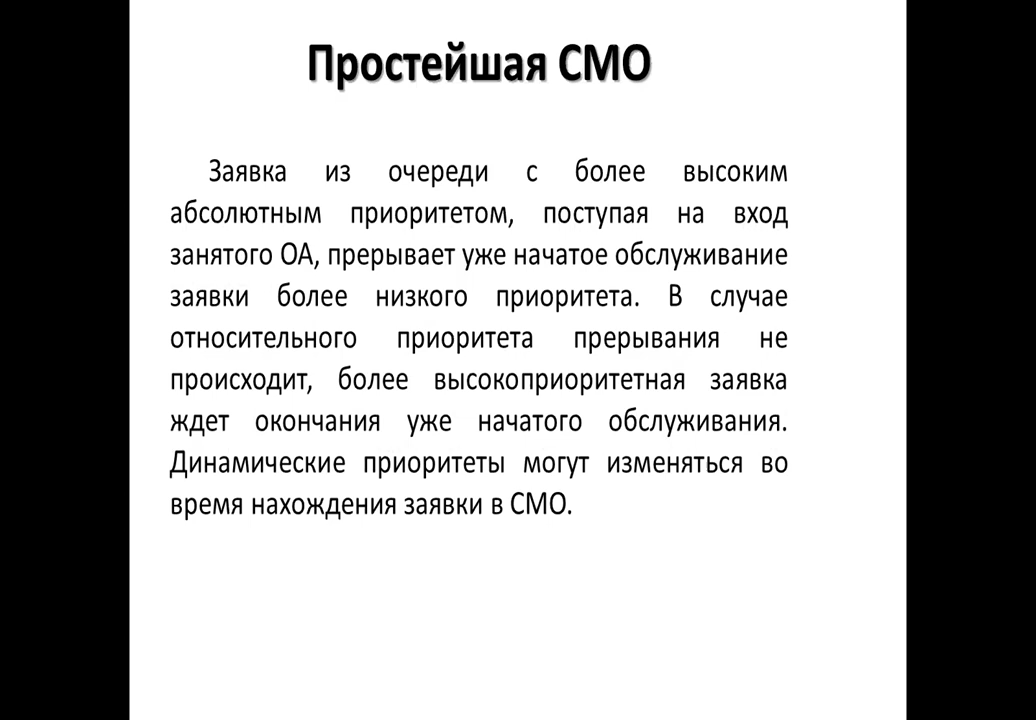 Простейшая СМО
Заявка из очереди с более высоким
абсолютным приоритетом, поступая на вход
занятого ОА, прерывает уже начатое обслуживание
заявки более низкого приоритета. В случае
относительного приоритета прерывания не
происходит, более высокоприоритетная заявка
ждет окончания уже начатого обслуживания.
Динамические приоритеты могут изменяться во
время нахождения заявки в СМО.